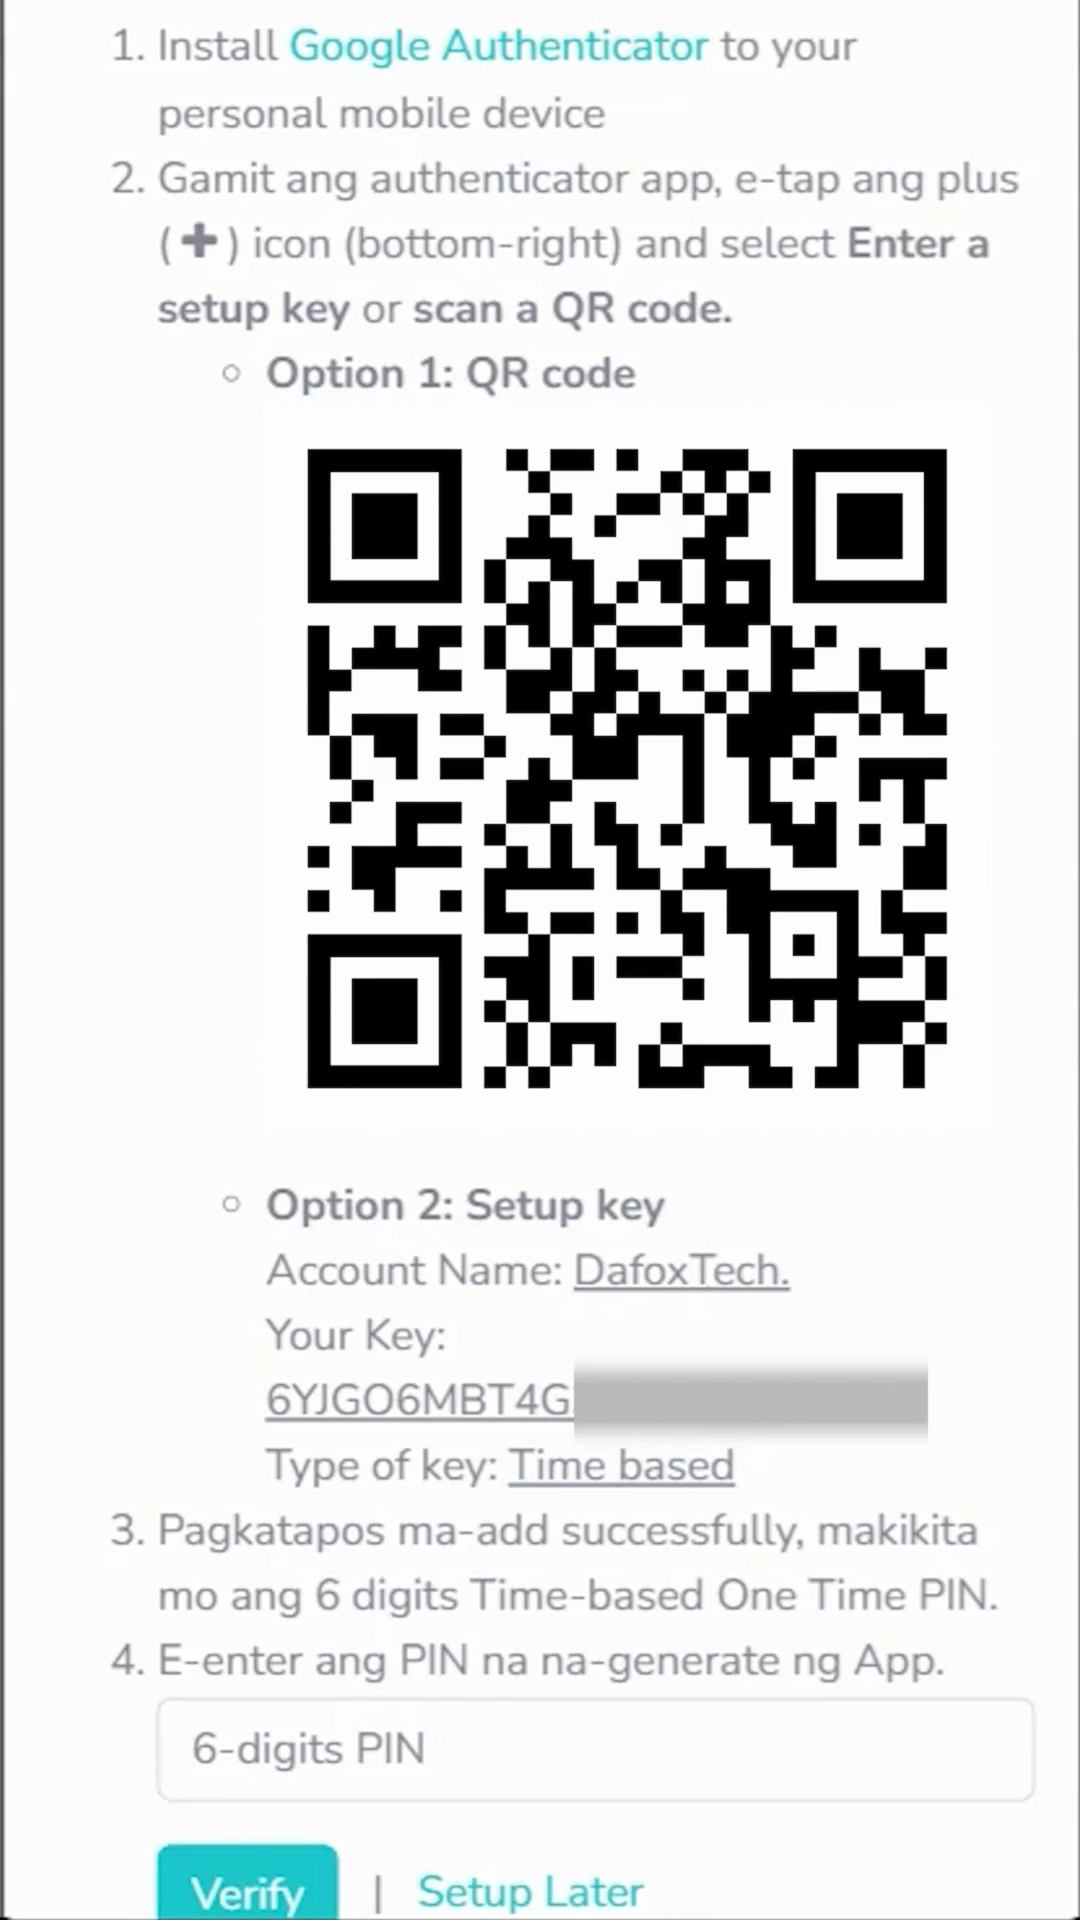 1. Install Google Authenticator to your
personal mobile device
2. Gamit ang authenticator app, e-tap ang plus
(✚) icon (bottom-right) and select Enter a
setup key or scan a QR code.
○ Option 1: QR code
○ Option 2: Setup key
Account Name: DafoxTech.
Your Key:
6YJGO6MBT4G
Type of key: Time based
3. Pagkatapos ma-add successfully, makikita
mo ang 6 digits Time-based One Time PIN.
4. E-enter ang PIN na na-generate ng App.
6-digits PIN
Verify | Setup Later